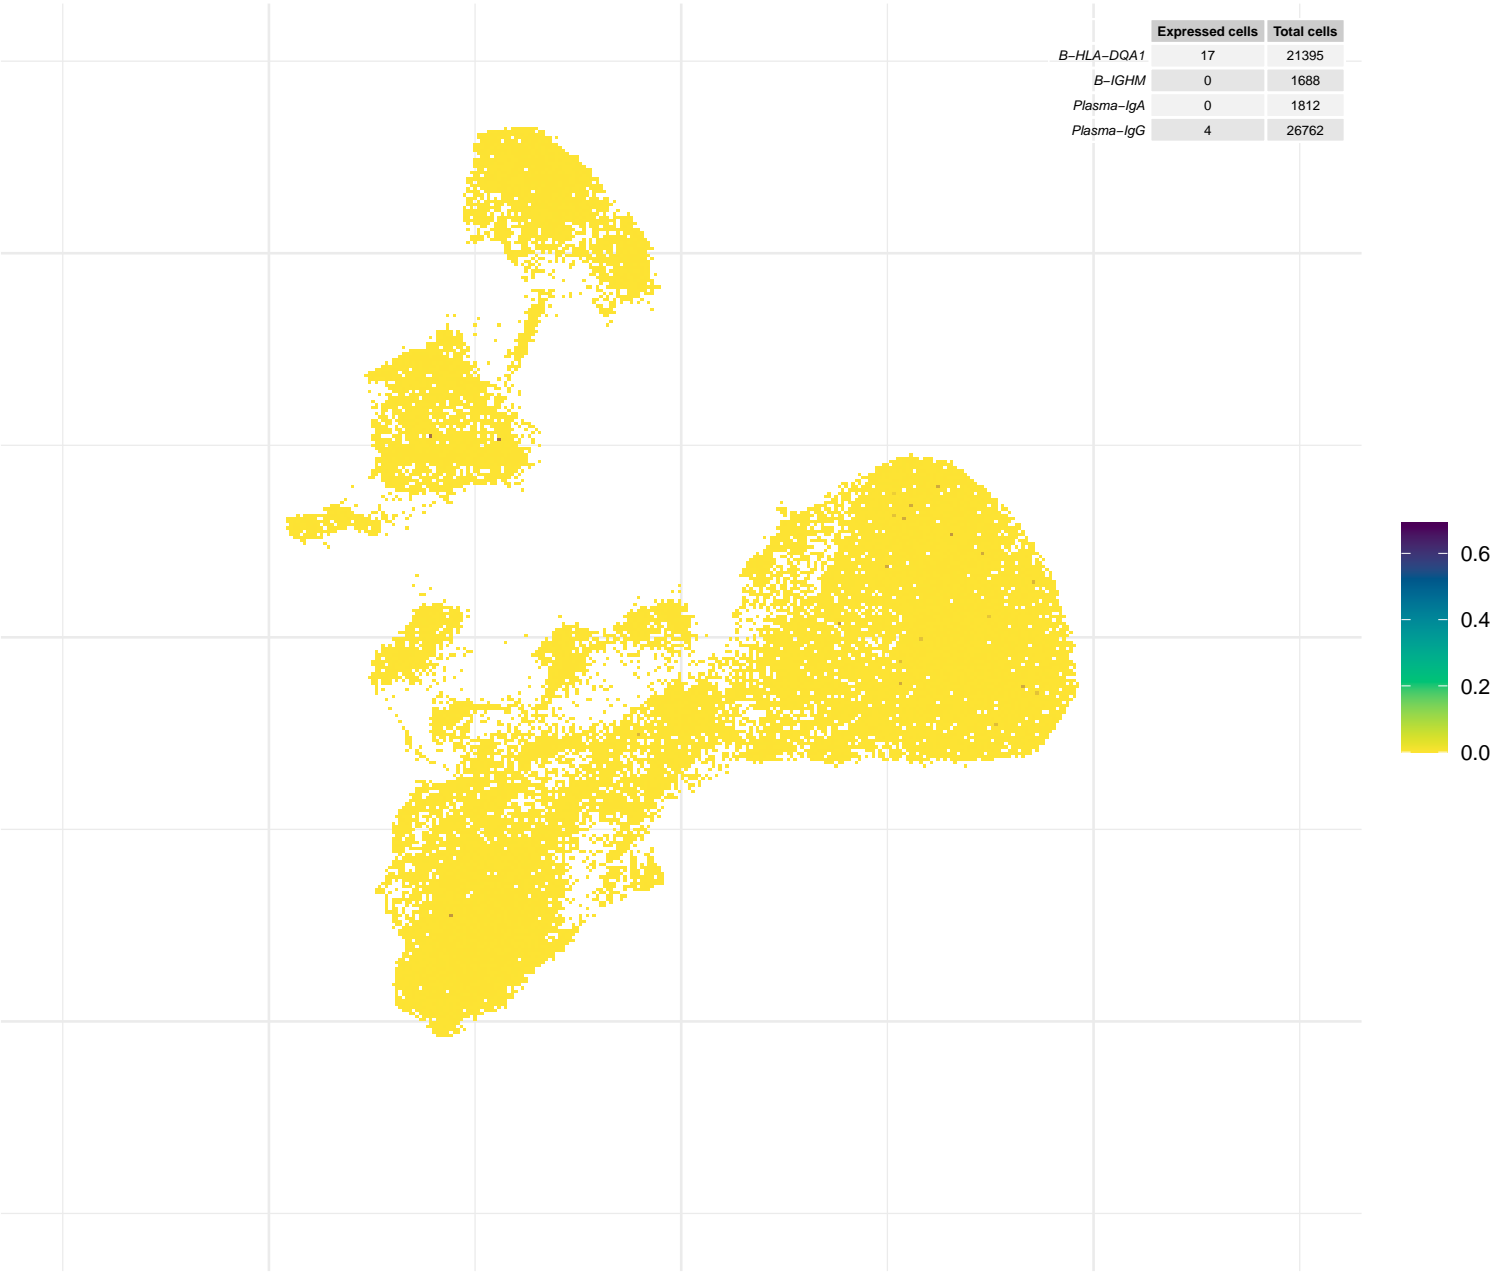 Expressed cells Total cells
B−HLA−DQA1 17 21395
B−IGHM 0 1688
Plasma−IgA 0 1812
Plasma−IgG 4 26762
0.6
0.4
0.2
0.0